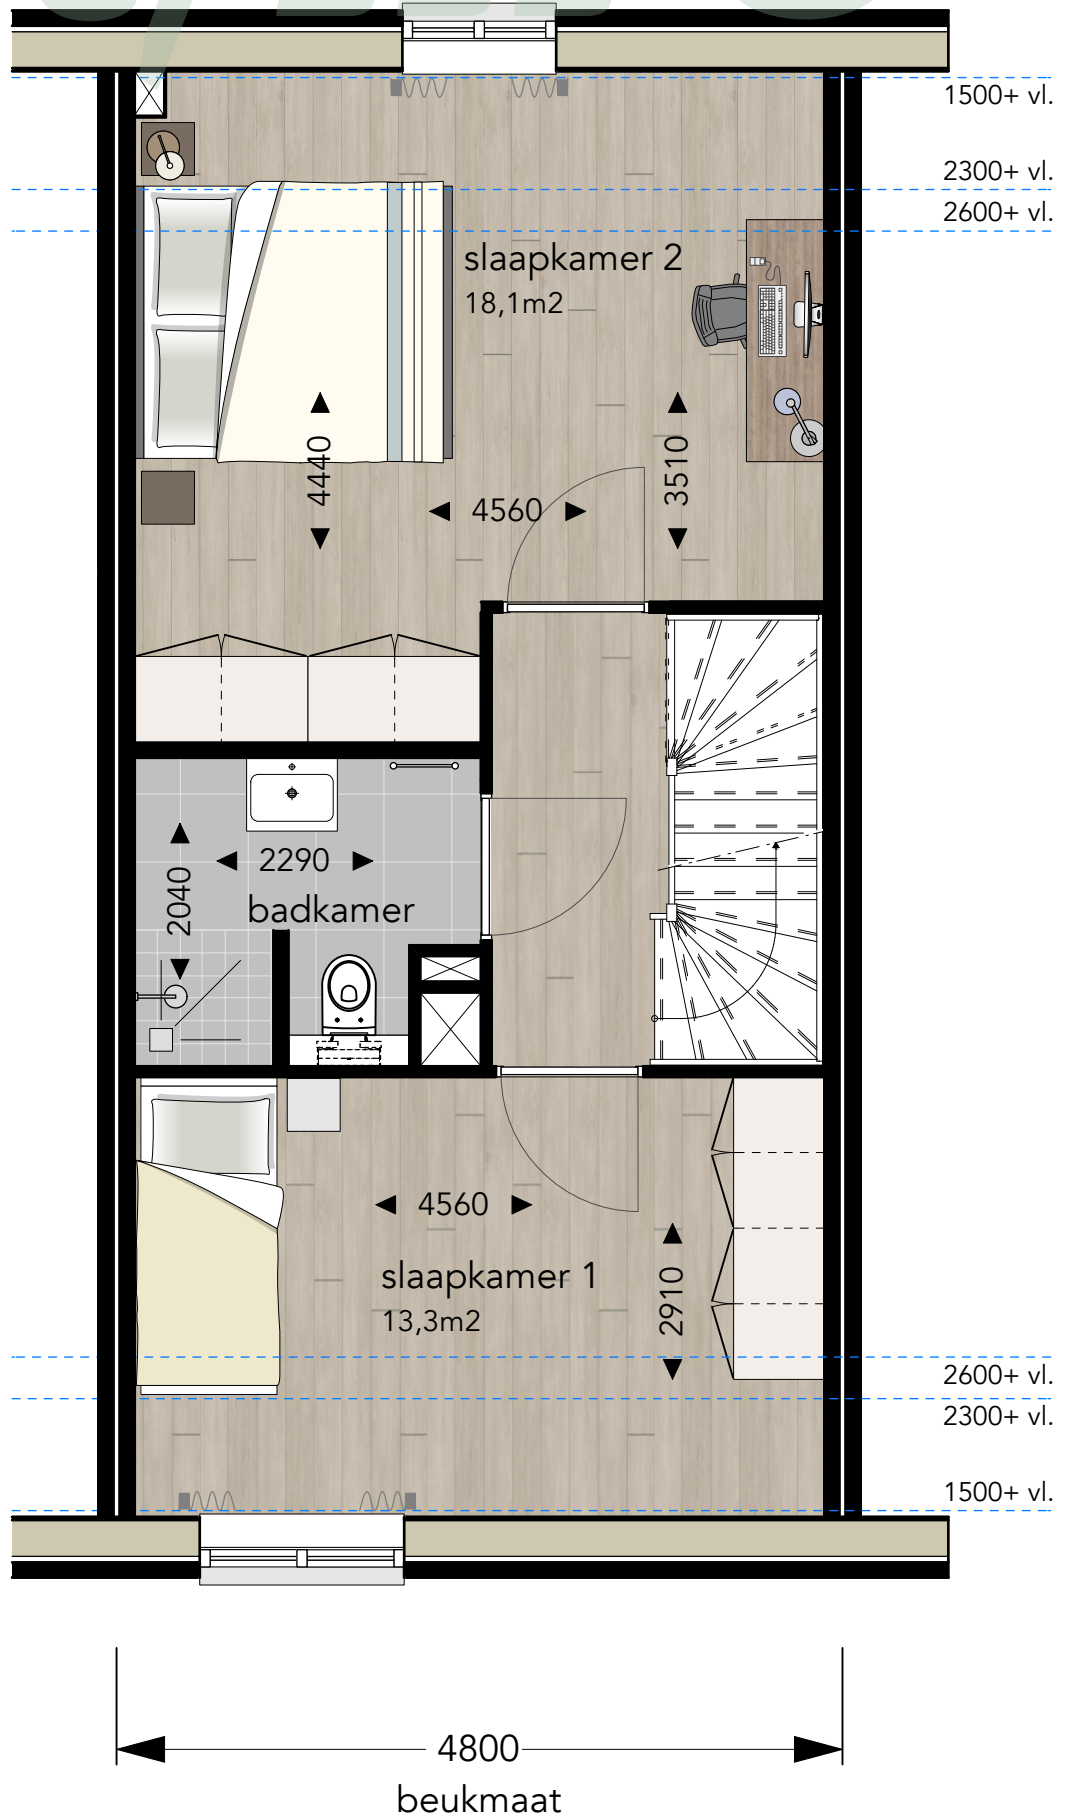 1500+ vl.
2300+ vl.
2600+ vl.
slaapkamer 2
18,1m2
4440
4560
3510
2290
2040
badkamer
4560
slaapkamer 1
13,3m2
2910
2600+ vl.
2300+ vl.
1500+ vl.
4800
beukmaat